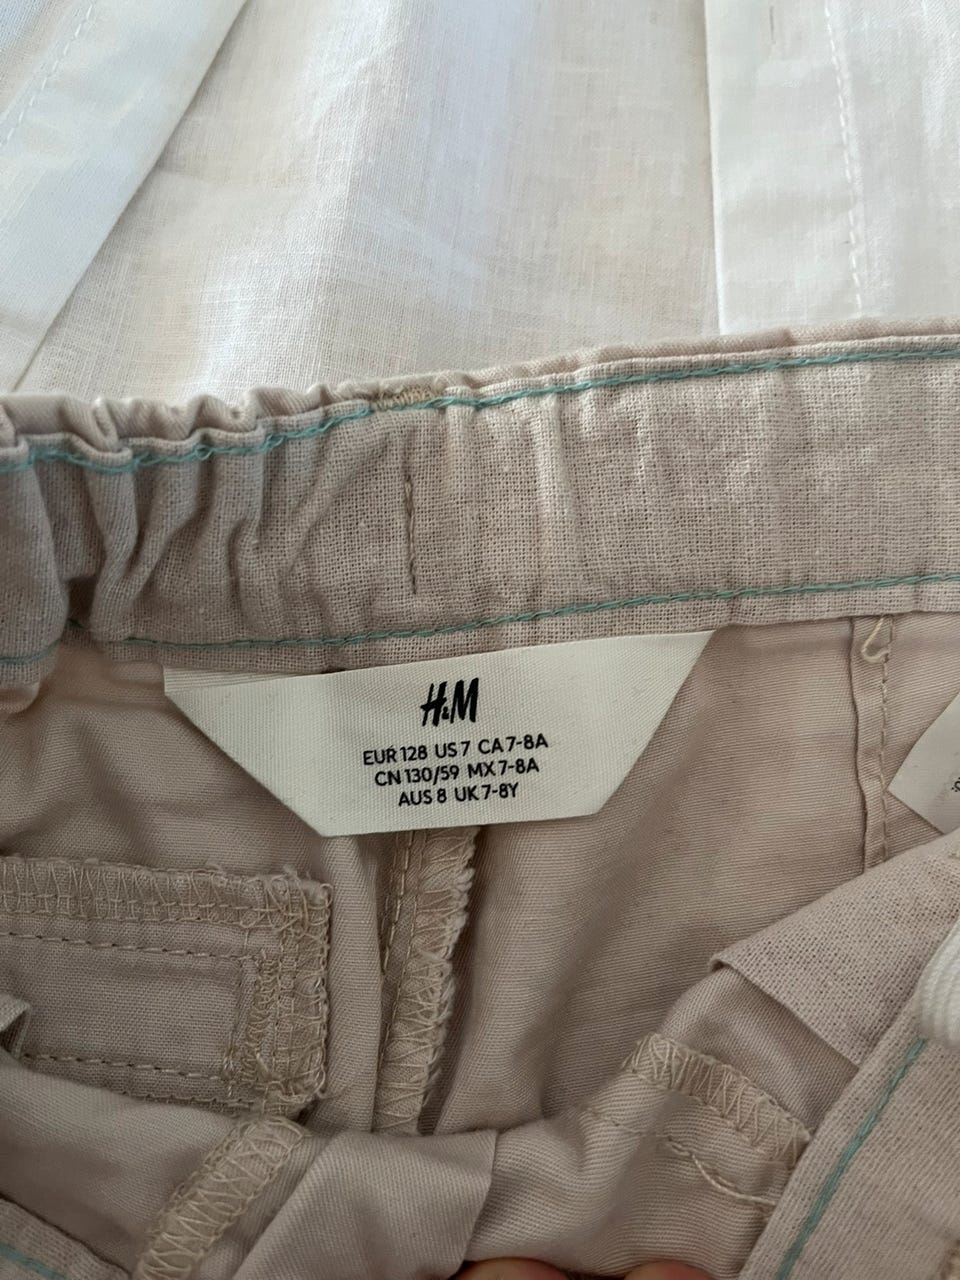 H&M
EUR 128 US 7 CA 7-8A
CN 130/59 MX 7-8A
AUS 8 UK 7-8Y